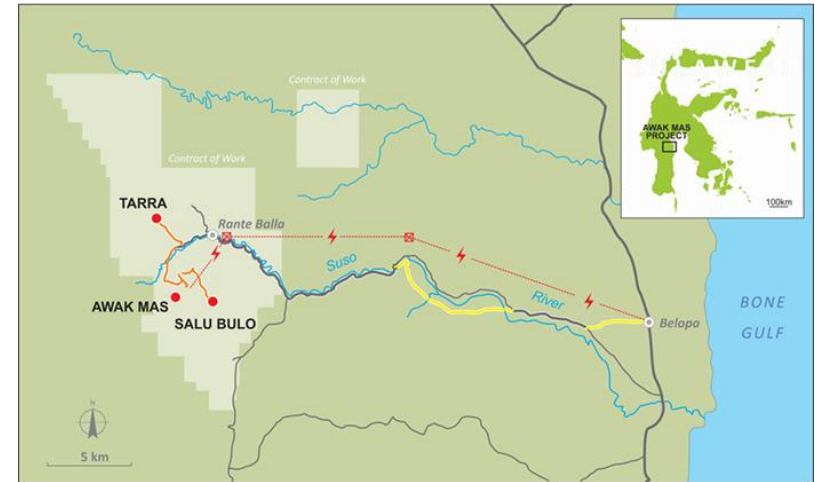 Contract of Work
Contract of Work
TARRA
Rante Balla
AWAK MAS
SALU BULO
Suso
River
Belopa
BONE
GULF
N
5 km
AWAK MAS
PROJECT
100km